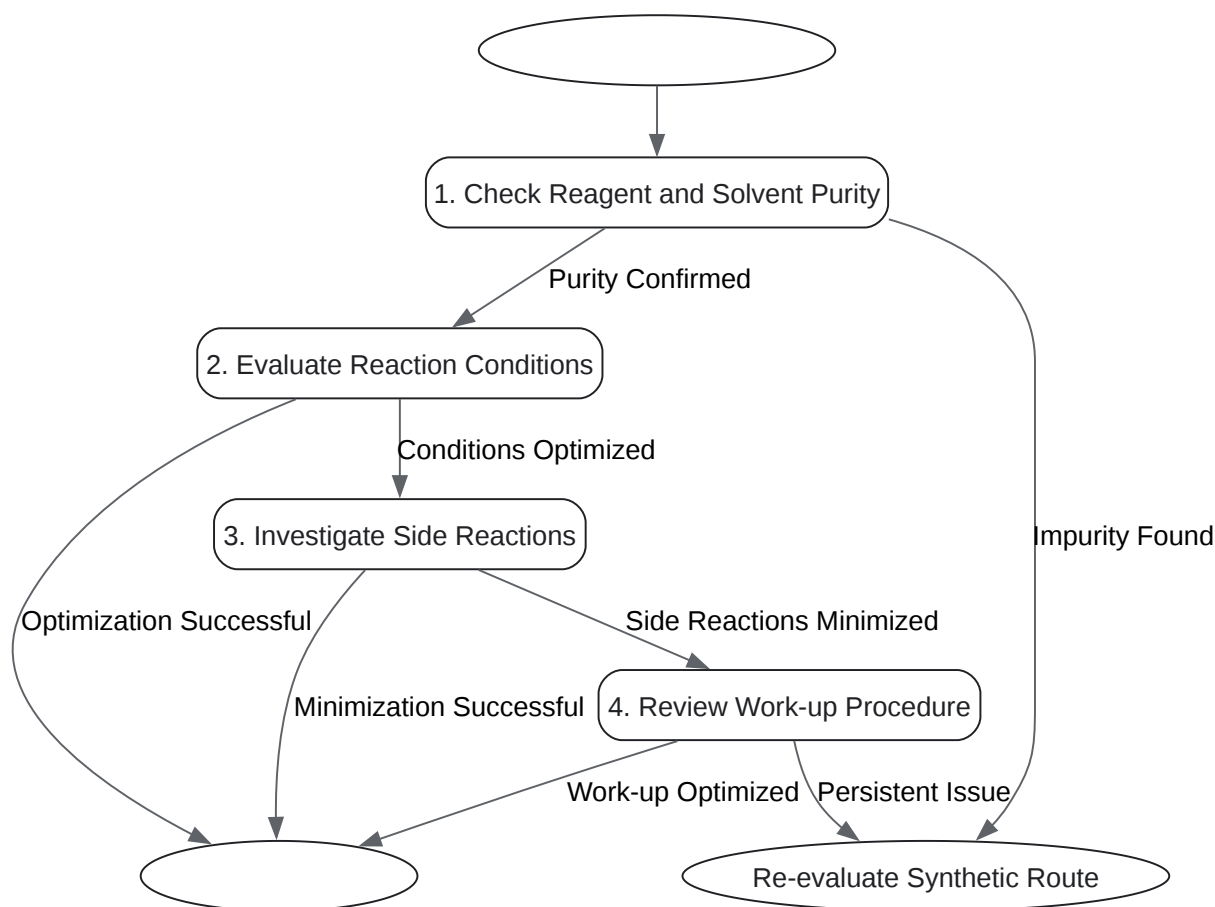 1. Check Reagent and Solvent Purity
Purity Confirmed
2. Evaluate Reaction Conditions
Conditions Optimized
3. Investigate Side Reactions
Impurity Found
Optimization Successful
Side Reactions Minimized
Minimization Successful
4. Review Work-up Procedure
Work-up Optimized
Persistent Issue
Re-evaluate Synthetic Route